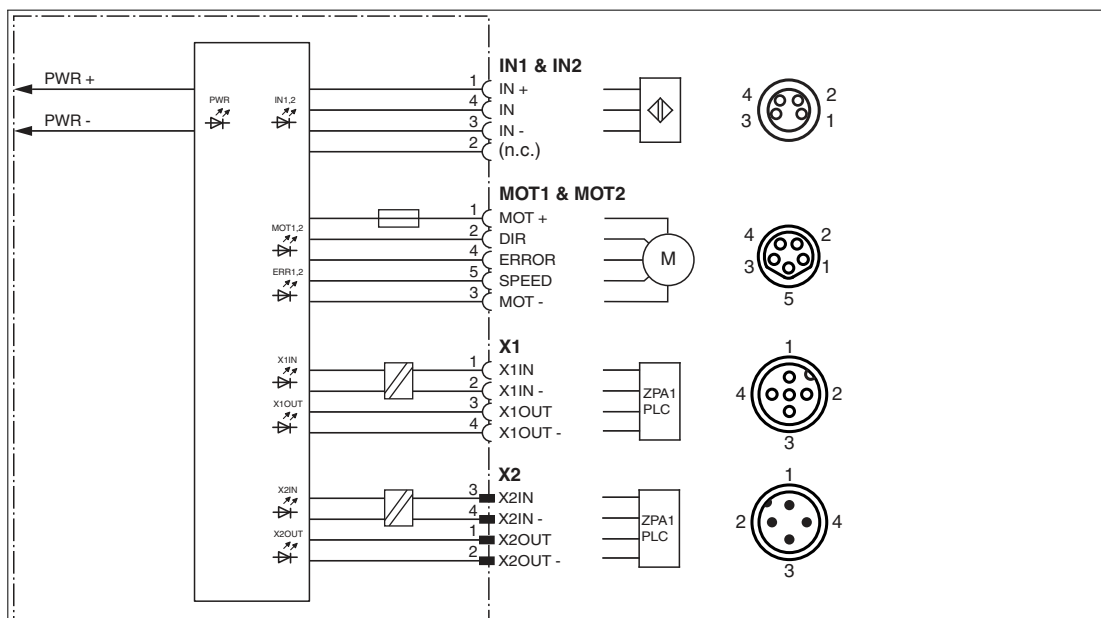 PWR +
PWR -
PWR
IN1,2
IN1 & IN2
1 IN +
4 IN
3 IN -
2 (n.c.)
4 2
3 1
MOT1 & MOT2
MOT1,2
ERR1,2
1 MOT +
2 DIR
4 ERROR
5 SPEED
3 MOT -
M
4 2
3 1
5
X1
X1IN
X1OUT
1 X1IN
2 X1IN -
3 X1OUT
4 X1OUT -
ZPA1
PLC
1
4 2
3
X2
X2IN
X2OUT
3 X2IN
4 X2IN -
1 X2OUT
2 X2OUT -
ZPA1
PLC
1
2 4
3